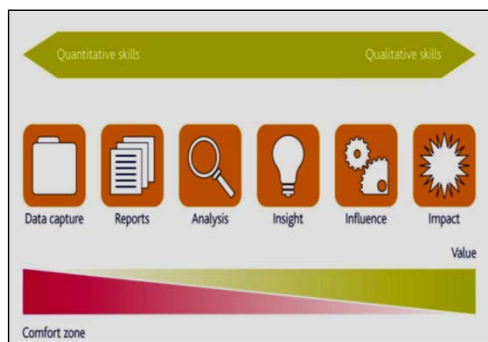 Quantitative skills
Qualitative skills
Data capture
Reports
Analysis
Insight
Influence
Impact
Value
Comfort zone